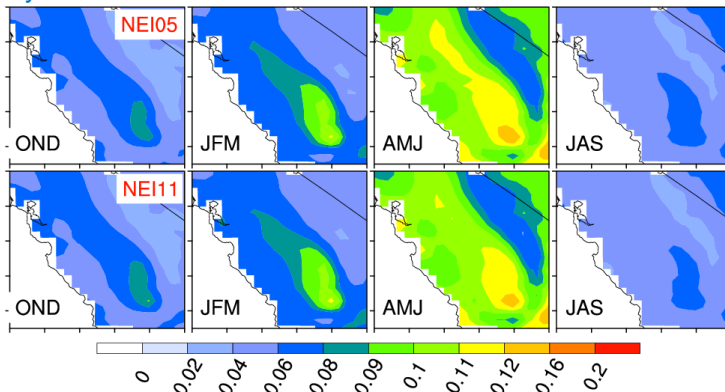 NEI05
OND JFM AMJ JAS
NEI11
OND JFM AMJ JAS
0 0.02 0.04 0.06 0.08 0.09 0.1 0.11 0.12 0.16 0.2